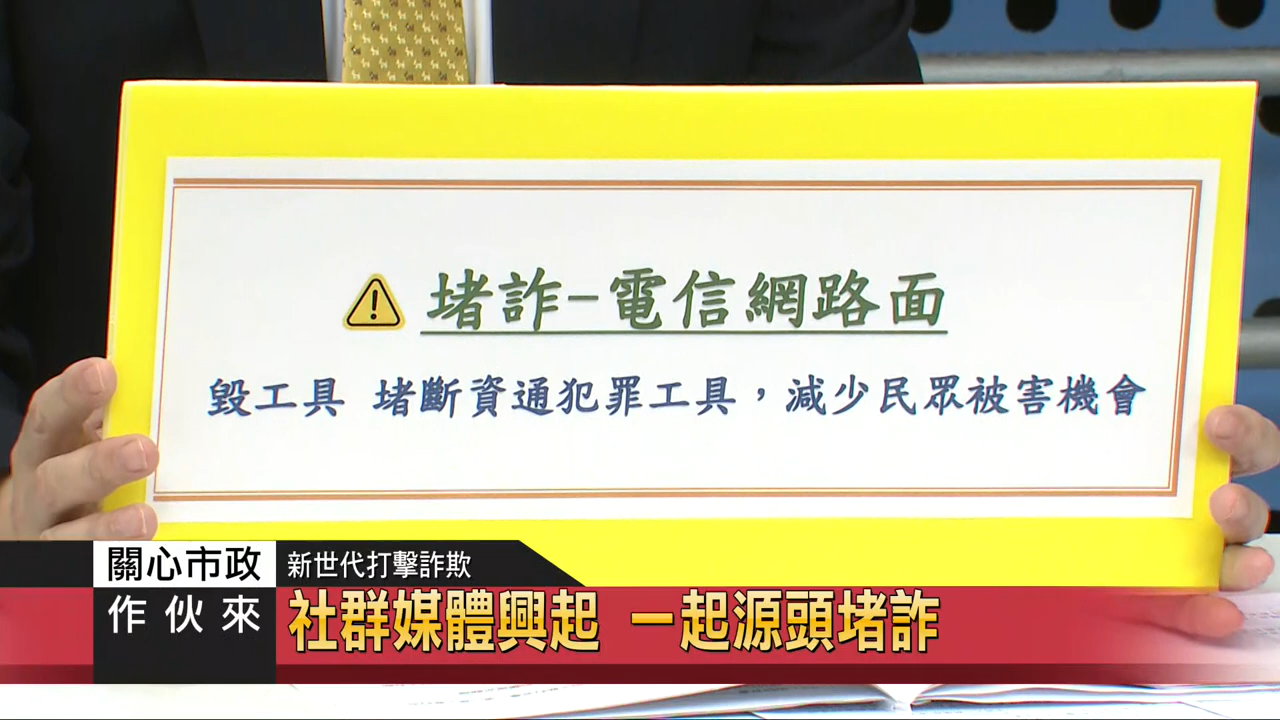 堵詐-電信網路面
毀工具 堵斷資通犯罪工具，減少民眾被害機會
關心市政
作伙來
新世代打擊詐欺
社群媒體興起 一起源頭堵詐